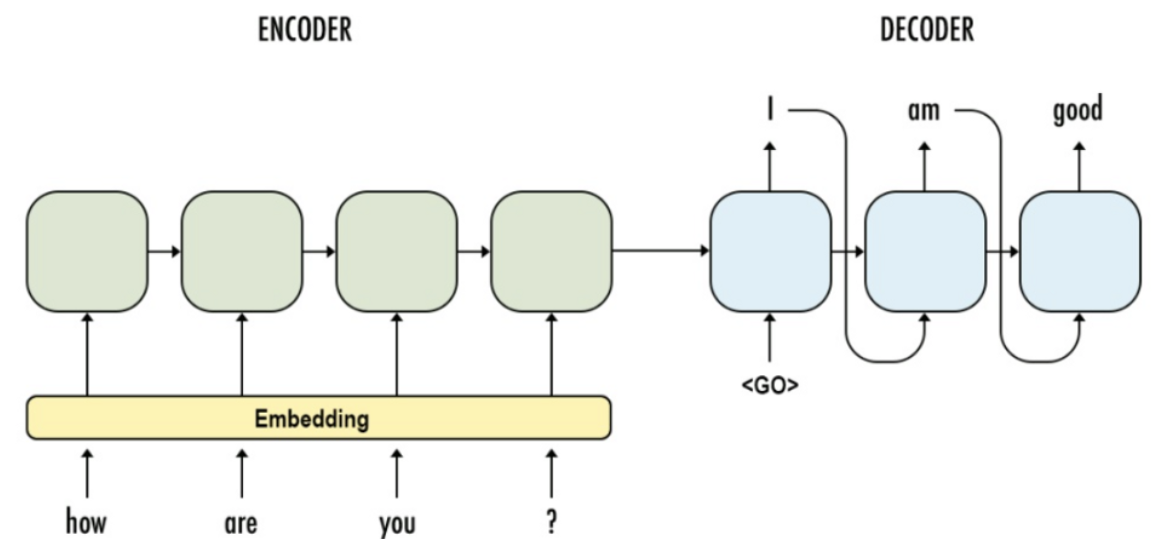 ENCODER DECODER
I am good
<GO>
Embedding
how are you ?